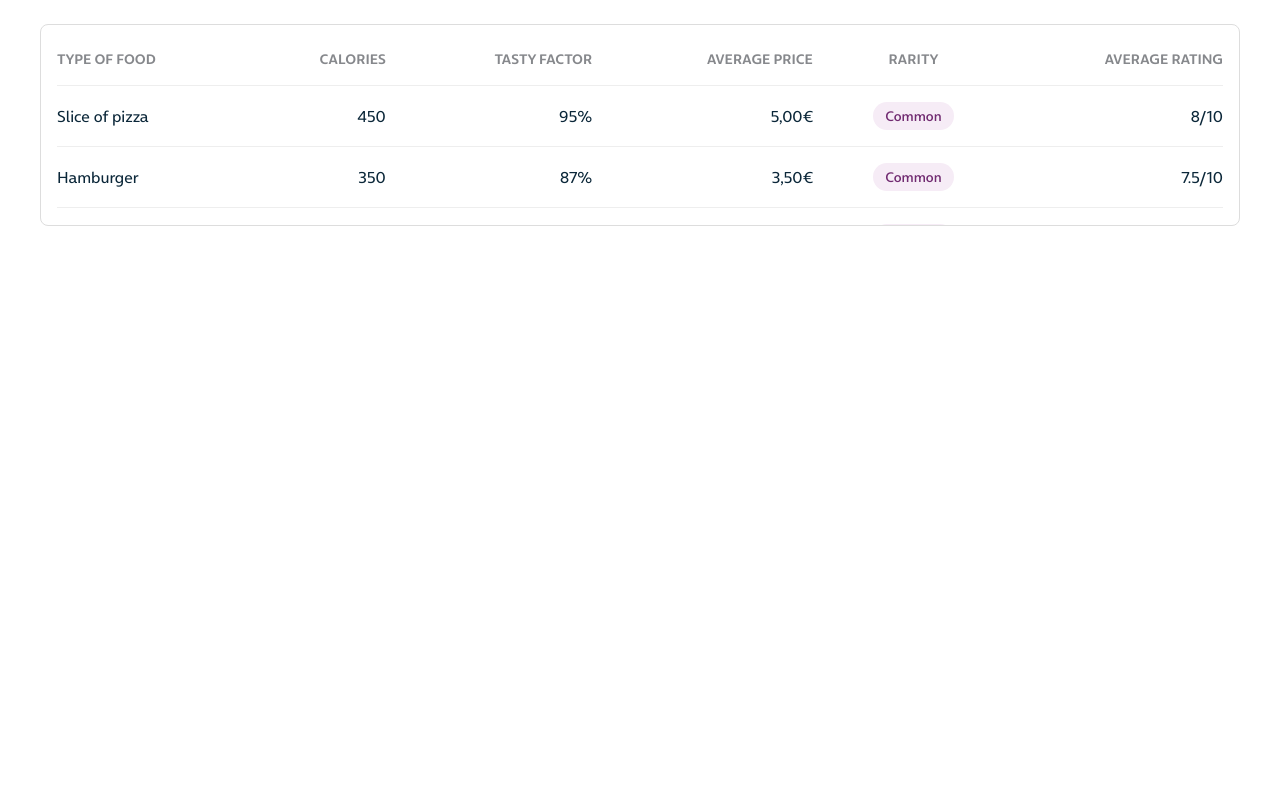 TYPE OF FOOD CALORIES TASTY FACTOR AVERAGE PRICE RARITY AVERAGE RATING
Slice of pizza 450 95% 5,00€ Common 8/10
Hamburger 350 87% 3,50€ Common 7.5/10